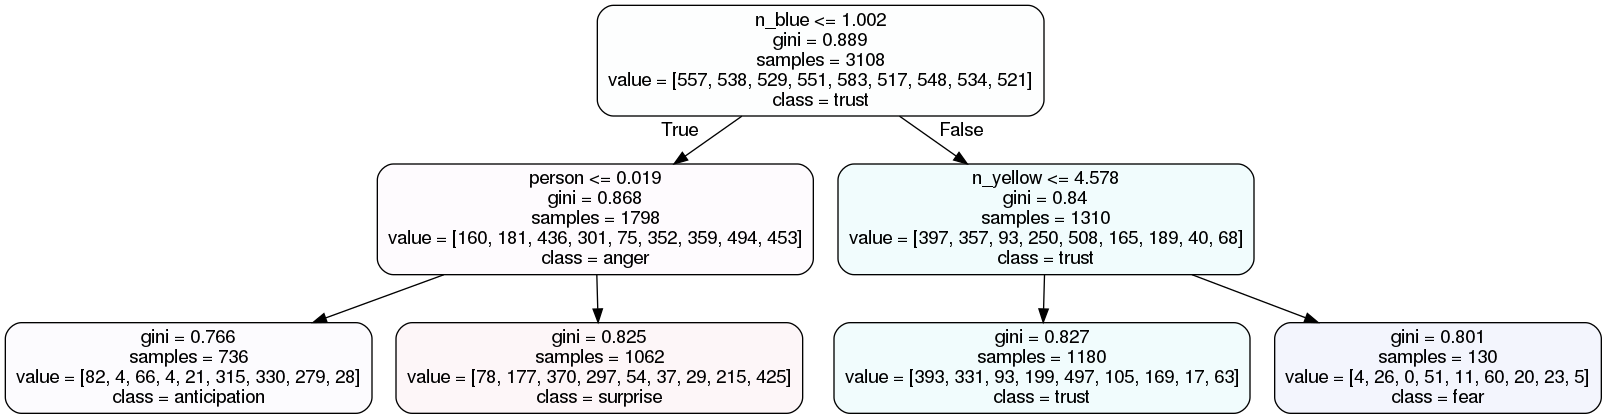 n_blue <= 1.002
gini = 0.889
samples = 3108
value = [557, 538, 529, 551, 583, 517, 548, 534, 521]
class = trust
True
False
person <= 0.019
gini = 0.868
samples = 1798
value = [160, 181, 436, 301, 75, 352, 359, 494, 453]
class = anger
n_yellow <= 4.578
gini = 0.84
samples = 1310
value = [397, 357, 93, 250, 508, 165, 189, 40, 68]
class = trust
gini = 0.766
samples = 736
value = [82, 4, 66, 4, 21, 315, 330, 279, 28]
class = anticipation
gini = 0.825
samples = 1062
value = [78, 177, 370, 297, 54, 37, 29, 215, 425]
class = surprise
gini = 0.827
samples = 1180
value = [393, 331, 93, 199, 497, 105, 169, 17, 63]
class = trust
gini = 0.801
samples = 130
value = [4, 26, 0, 51, 11, 60, 20, 23, 5]
class = fear